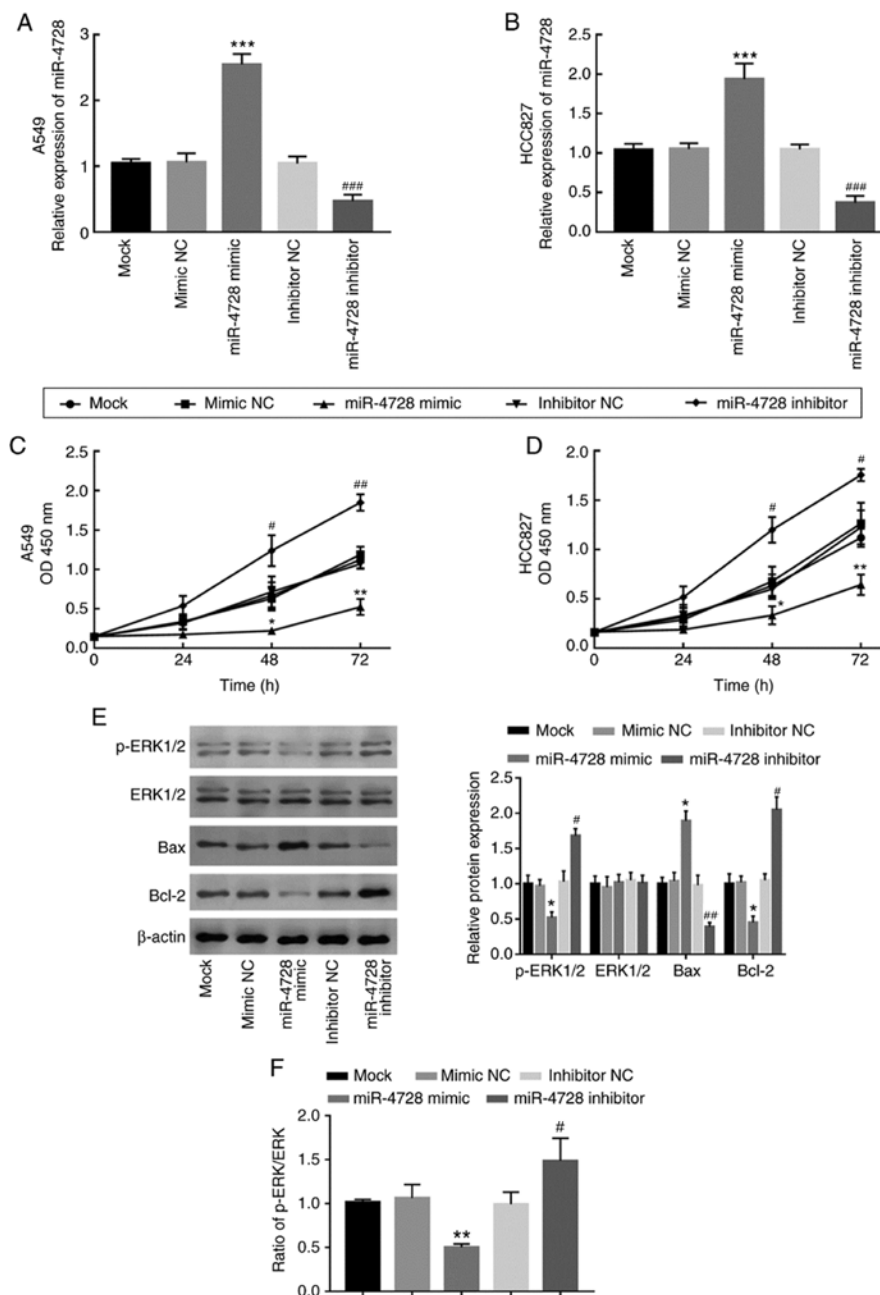 A
A549
Relative expression of miR-4728
3
2
1
0
***
###
Mock
Mimic NC
miR-4728 mimic
Inhibitor NC
miR-4728 inhibitor
B
HCC827
Relative expression of miR-4728
2.5
2.0
1.5
1.0
0.5
0.0
***
###
Mock
Mimic NC
miR-4728 mimic
Inhibitor NC
miR-4728 inhibitor
Mock Mimic NC miR-4728 mimic Inhibitor NC miR-4728 inhibitor
C
A549
OD 450 nm
2.5
2.0
1.5
1.0
0.5
0.0
#
##
*
**
0 24 48 72
Time (h)
D
HCC827
OD 450 nm
2.0
1.5
1.0
0.5
0.0
#
#
*
**
0 24 48 72
Time (h)
E
p-ERK1/2
ERK1/2
Bax
Bcl-2
β-actin
Mock
Mimic NC
miR-4728
mimic
Inhibitor NC
miR-4728
inhibitor
Mock Mimic NC Inhibitor NC
miR-4728 mimic miR-4728 inhibitor
Relative protein expression
2.5
2.0
1.5
1.0
0.5
0.0
*
#
*
##
*
#
p-ERK1/2 ERK1/2 Bax Bcl-2
F
Mock Mimic NC Inhibitor NC
miR-4728 mimic miR-4728 inhibitor
Ratio of p-ERK/ERK
2.0
1.5
1.0
0.5
0.0
**
#